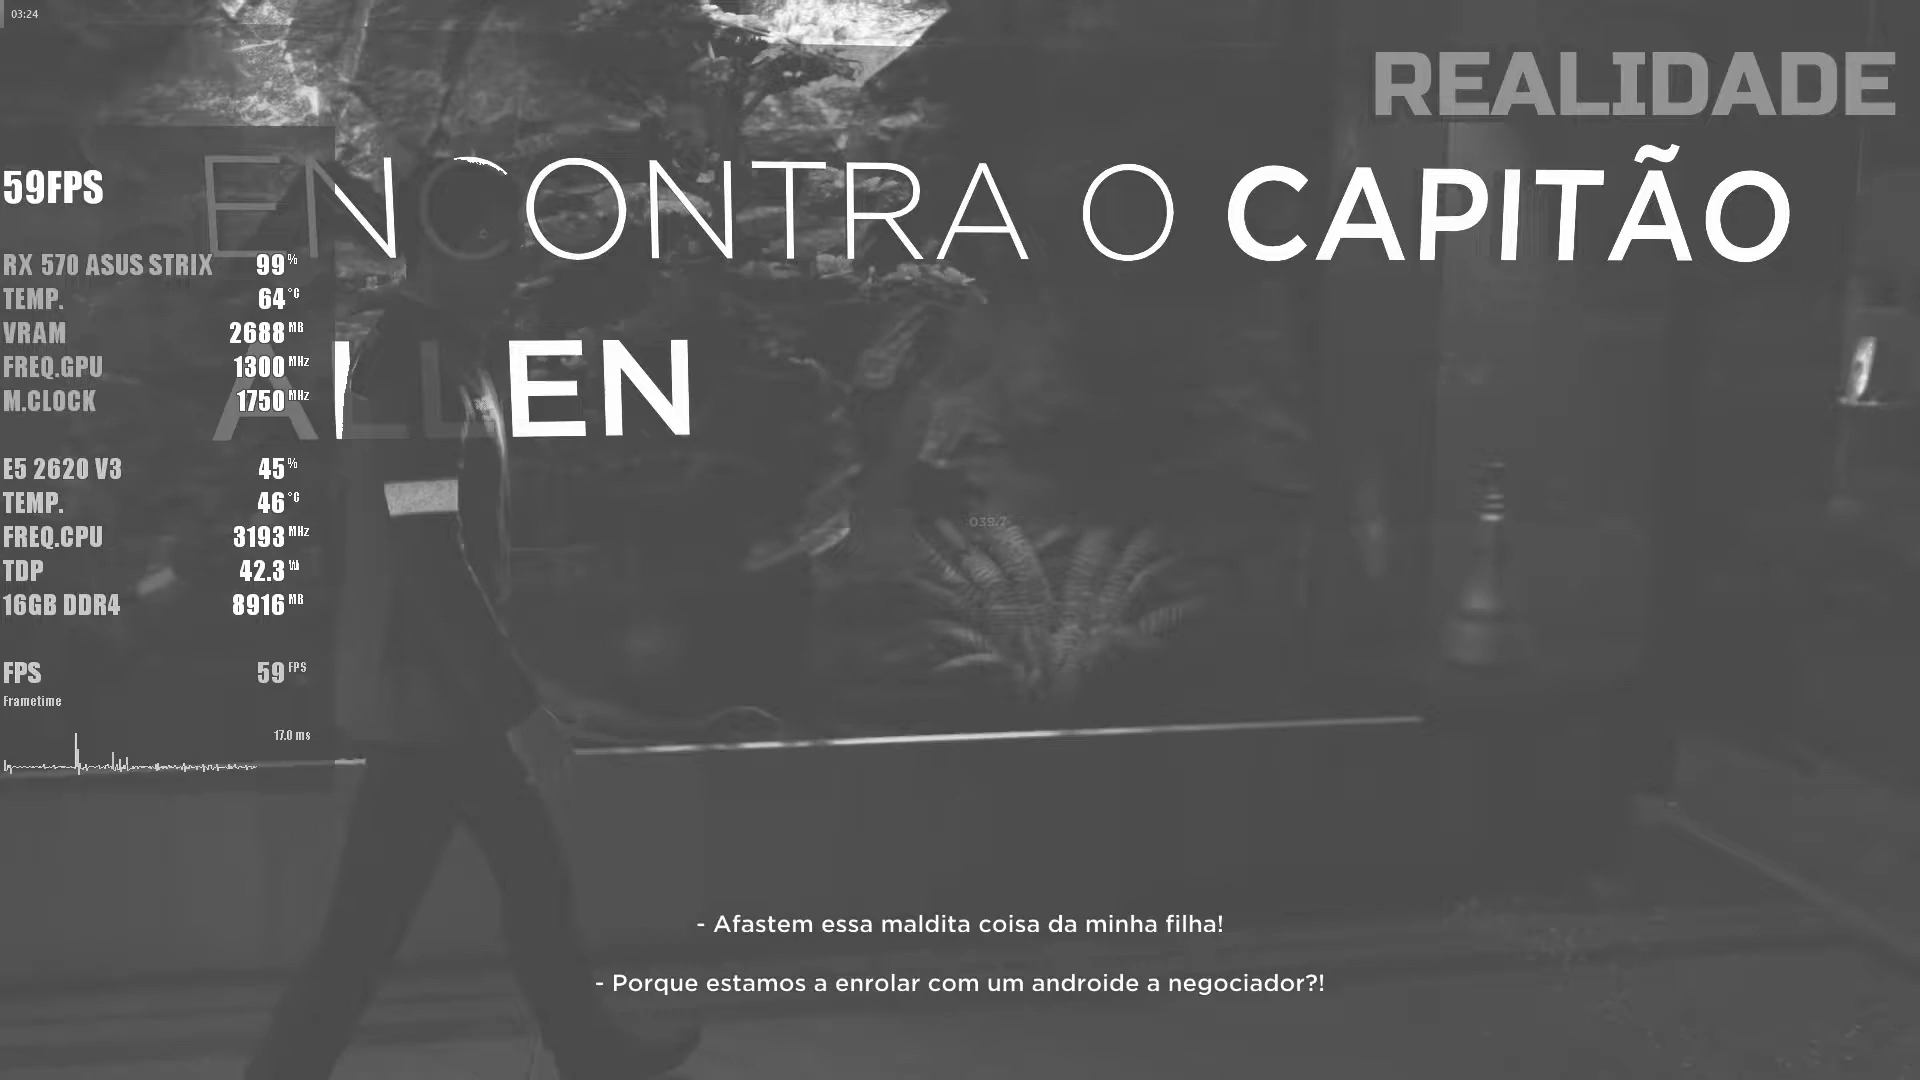 03:24
REALIDADE
ENCONTRA O CAPITÃO
ALLEN
59FPS
RX 570 ASUS STRIX 99%
TEMP. 64°C
VRAM 2688 MB
FREQ.GPU 1300 MHz
M.CLOCK 1750 MHz
E5 2620 V3 45%
TEMP. 46°C
FREQ.CPU 3193 MHz
TDP 42.3 W
16GB DDR4 8916 MB
FPS 59 FPS
Frametime
17.0 ms
- Afastem essa maldita coisa da minha filha!
- Porque estamos a enrolar com um androide a negociador?!